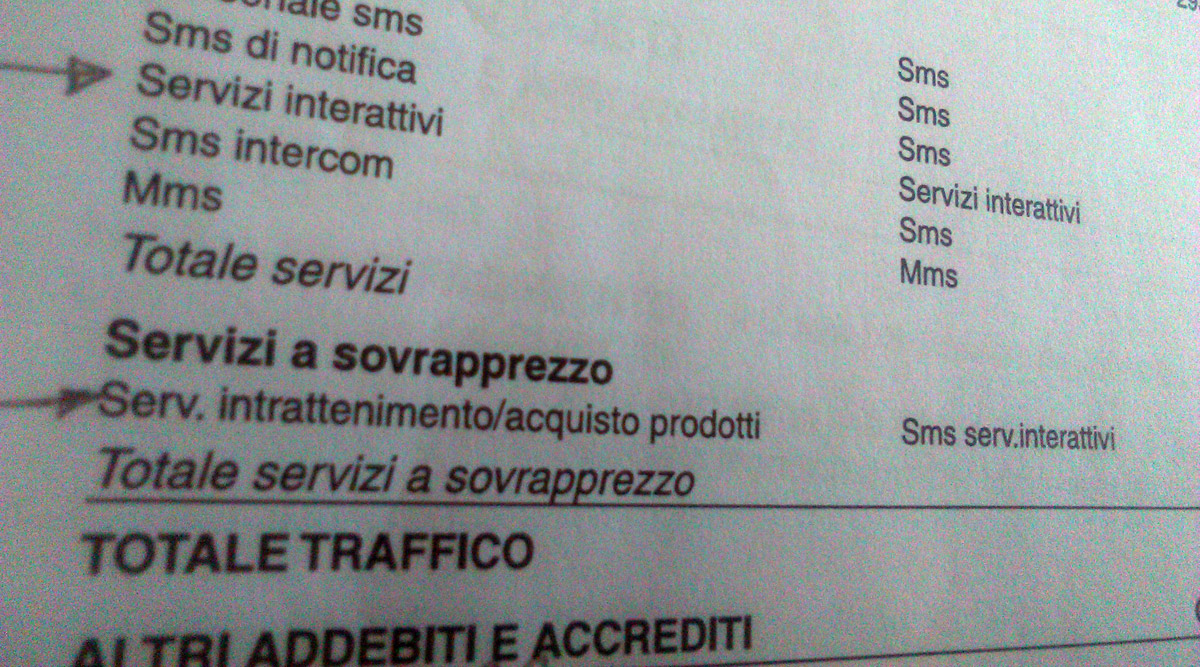 sms
Sms di notifica Sms
Servizi interattivi Sms
Sms intercom Sms
Mms Servizi interattivi
Totale servizi Sms
Mms
Servizi a sovrapprezzo
Serv. intrattenimento/acquisto prodotti Sms serv.interattivi
Totale servizi a sovrapprezzo
TOTALE TRAFFICO
ALTRI ADDEBITI E ACCREDITI